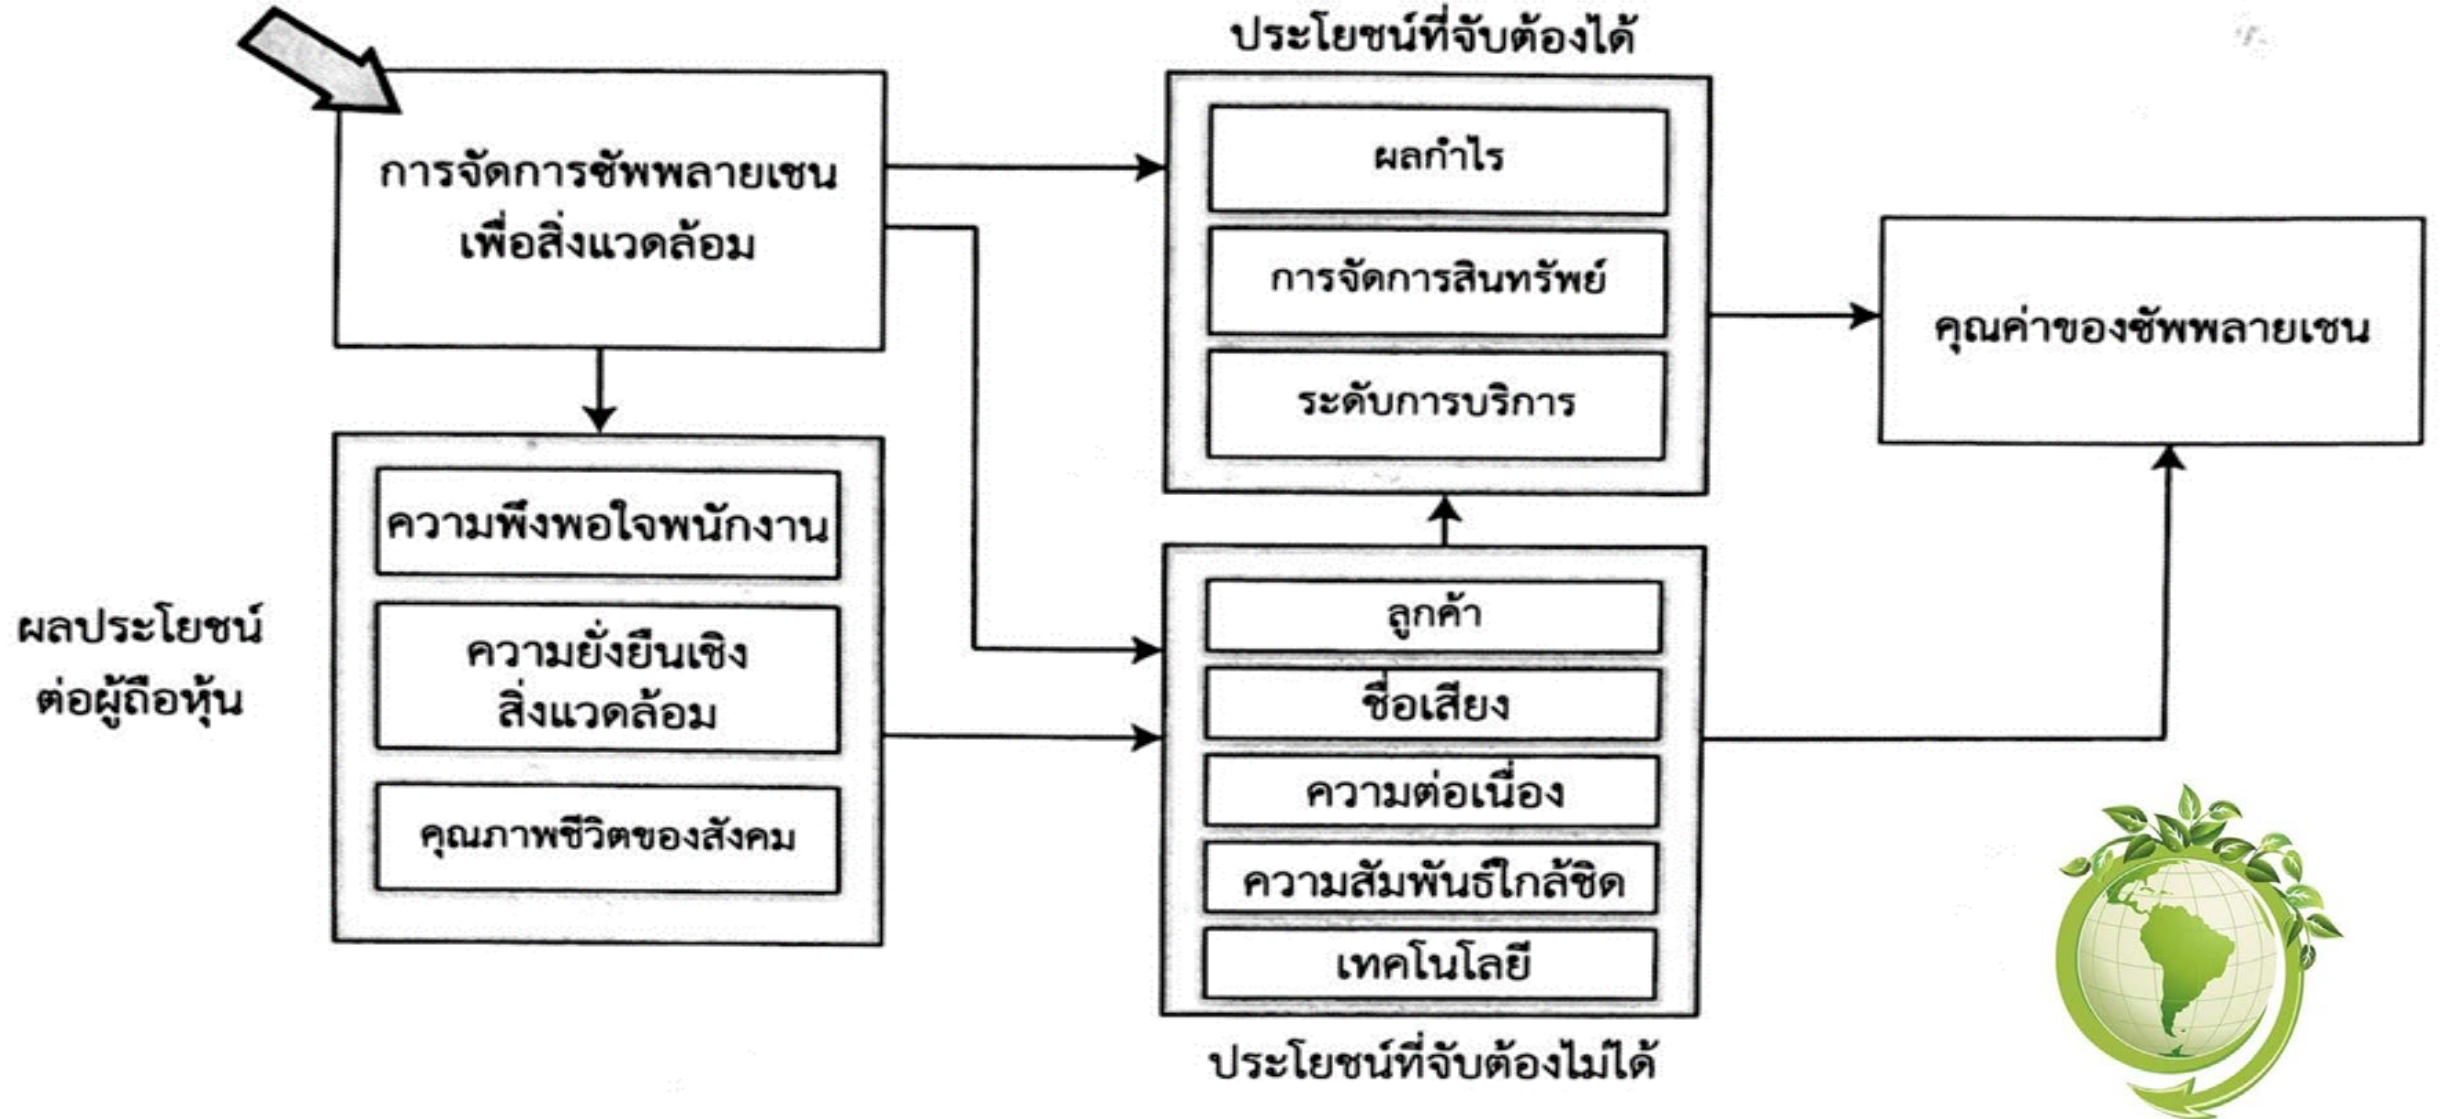 การจัดการซัพพลายเชน
เพื่อสิ่งแวดล้อม
ประโยชน์ที่จับต้องได้
ผลกำไร
การจัดการสินทรัพย์
ระดับการบริการ
คุณค่าของซัพพลายเชน
ผลประโยชน์
ต่อผู้ถือหุ้น
ความพึงพอใจพนักงาน
ความยั่งยืนเชิง
สิ่งแวดล้อม
คุณภาพชีวิตของสังคม
ลูกค้า
ชื่อเสียง
ความต่อเนื่อง
ความสัมพันธ์ใกล้ชิด
เทคโนโลยี
ประโยชน์ที่จับต้องไม่ได้